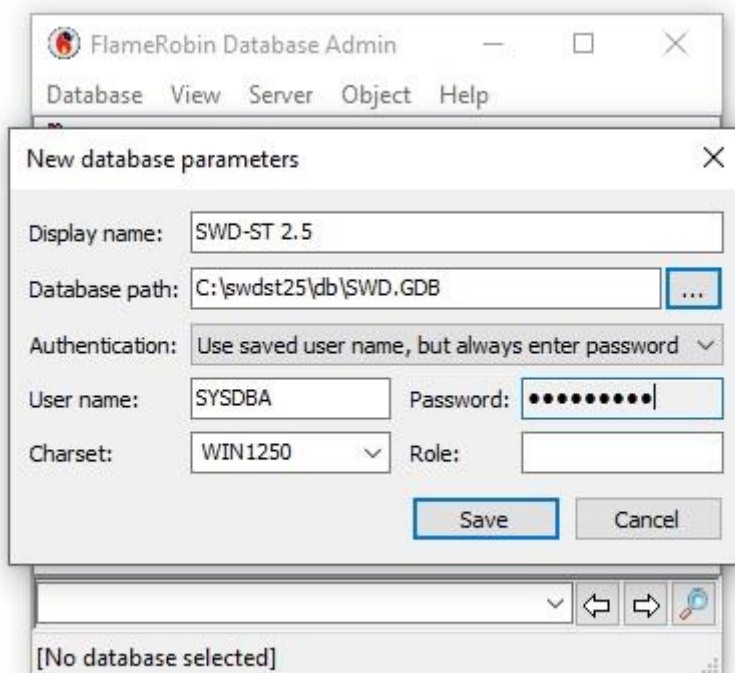 FlameRobin Database Admin
Database View Server Object Help
New database parameters
Display name: SWD-ST 2.5
Database path: C:\swdst25\db\SWD.GDB ...
Authentication: Use saved user name, but always enter password
User name: SYSDBA Password: •••••••••
Charset: WIN1250 Role:
Save Cancel
[No database selected]